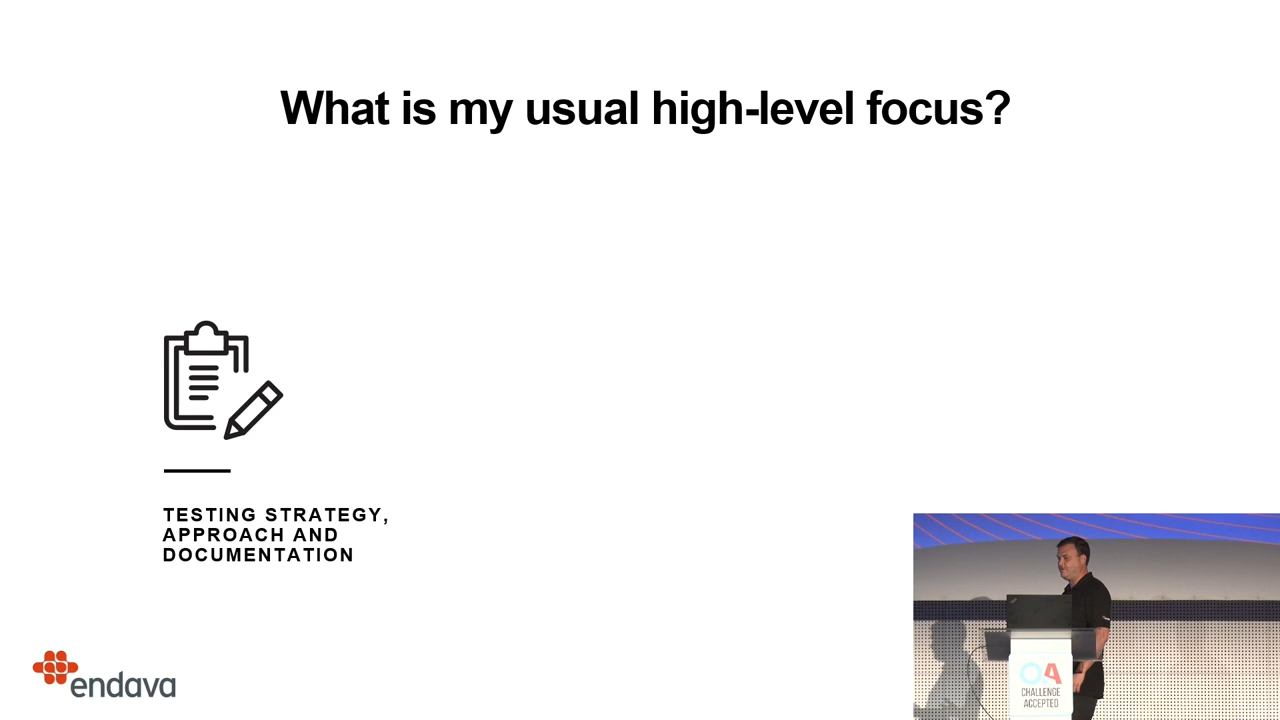 What is my usual high-level focus?
TESTING STRATEGY,
APPROACH AND
DOCUMENTATION
endava
QA
CHALLENGE
ACCEPTED